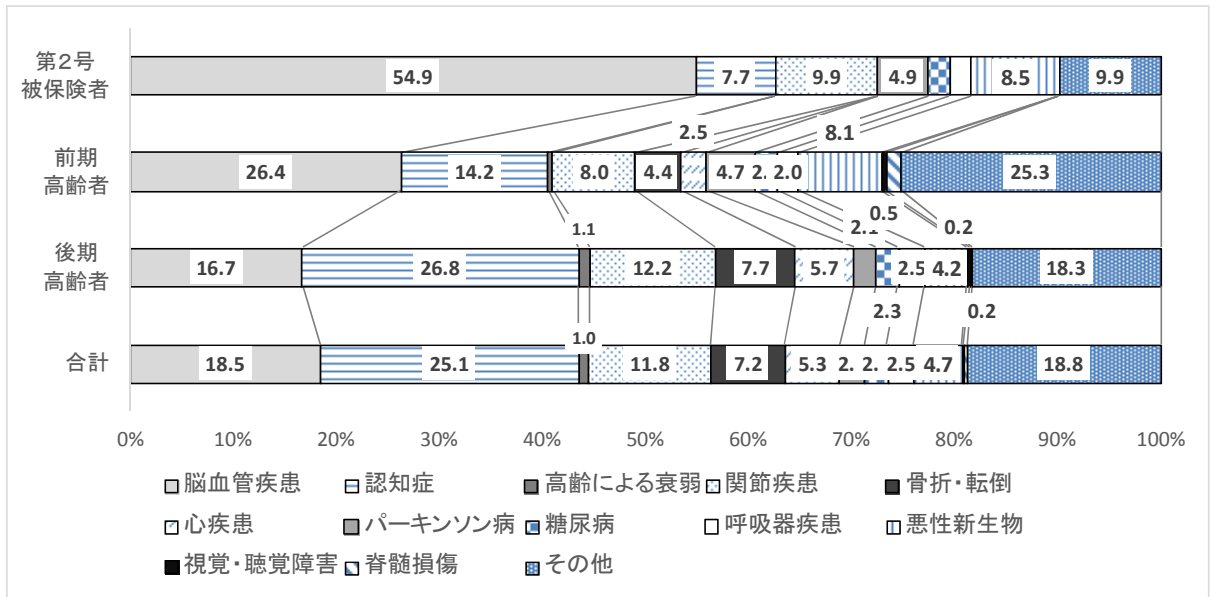 第2号
被保険者
54.9 7.7 9.9 4.9 8.5 9.9
2.5 8.1
前期
高齢者
26.4 14.2 8.0 4.4 4.7 2. 2.0 25.3
0.5
1.1 2.1 0.2
後期
高齢者
16.7 26.8 12.2 7.7 5.7 2.5 4.2 18.3
2.3 0.2
1.0
合計
18.5 25.1 11.8 7.2 5.3 2. 2. 2.5 4.7 18.8
0% 10% 20% 30% 40% 50% 60% 70% 80% 90% 100%
脳血管疾患 認知症 高齢による衰弱 関節疾患 骨折・転倒
心疾患 パーキンソン病 糖尿病 呼吸器疾患 悪性新生物
視覚・聴覚障害 脊髄損傷 その他